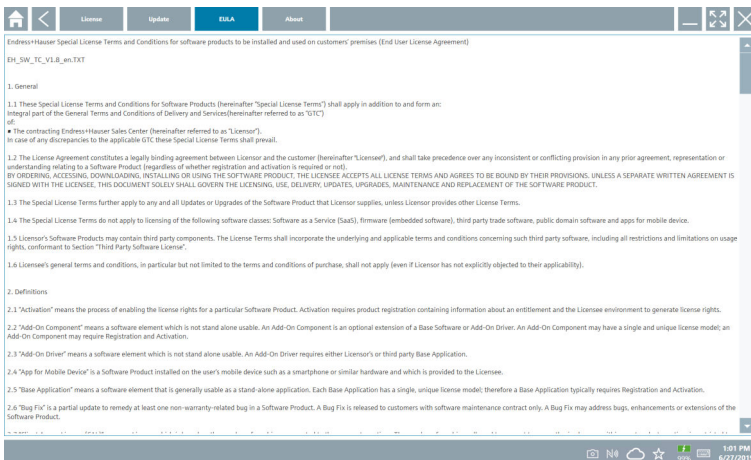 License
Update
EULA
About
Endress+Hauser Special License Terms and Conditions for software products to be installed and used on customers' premises (End User License Agreement)
EH_SW_TC_V1.8_en.TXT
1. General
1.1 These Special License Terms and Conditions for Software Products (hereinafter "Special License Terms") shall apply in addition to and form an:
Integral part of the General Terms and Conditions of Delivery and Services(hereinafter referred to as "GTC")
of:
▪ The contracting Endress+Hauser Sales Center (hereinafter referred to as "Licensor").
In case of any discrepancies to the applicable GTC these Special License Terms shall prevail.
1.2 The License Agreement constitutes a legally binding agreement between Licensor and the customer (hereinafter "Licensee"), and shall take precedence over any inconsistent or conflicting provision in any prior agreement, representation or
understanding relating to a Software Product (regardless of whether registration and activation is required or not).
BY ORDERING, ACCESSING, DOWNLOADING, INSTALLING OR USING THE SOFTWARE PRODUCT, THE LICENSEE ACCEPTS ALL LICENSE TERMS AND AGREES TO BE BOUND BY THEIR PROVISIONS. UNLESS A SEPARATE WRITTEN AGREEMENT IS
SIGNED WITH THE LICENSEE, THIS DOCUMENT SOLELY SHALL GOVERN THE LICENSING, USE, DELIVERY, UPDATES, UPGRADES, MAINTENANCE AND REPLACEMENT OF THE SOFTWARE PRODUCT.
1.3 The Special License Terms further apply to any and all Updates or Upgrades of the Software Product that Licensor supplies, unless Licensor provides other License Terms.
1.4 The Special License Terms do not apply to licensing of the following software classes: Software as a Service (SaaS), firmware (embedded software), third party trade software, public domain software and apps for mobile device.
1.5 Licensor's Software Products may contain third party components. The License Terms shall incorporate the underlying and applicable terms and conditions concerning such third party software, including all restrictions and limitations on usage
rights, conformant to Section "Third Party Software License".
1.6 Licensee's general terms and conditions, in particular but not limited to the terms and conditions of purchase, shall not apply (even if Licensor has not explicitly objected to their applicability).
2. Definitions
2.1 "Activation" means the process of enabling the license rights for a particular Software Product. Activation requires product registration containing information about an entitlement and the Licensee environment to generate license rights.
2.2 "Add-On Component" means a software element which is not stand alone usable. An Add-On Component is an optional extension of a Base Software or Add-On Driver. An Add-On Component may have a single and unique license model; an
Add-On Component may require Registration and Activation.
2.3 "Add-On Driver" means a software element which is not stand alone usable. An Add-On Driver requires either Licensor's or third party Base Application.
2.4 "App for Mobile Device" is a Software Product installed on the user's mobile device such as a smartphone or similar hardware and which is provided to the Licensee.
2.5 "Base Application" means a software element that is generally usable as a stand-alone application. Each Base Application has a single, unique license model; therefore a Base Application typically requires Registration and Activation.
2.6 "Bug Fix" is a partial update to remedy at least one non-warranty-related bug in a Software Product. A Bug Fix is released to customers with software maintenance contract only. A Bug Fix may address bugs, enhancements or extensions of the
Software Product.
99%
1:01 PM